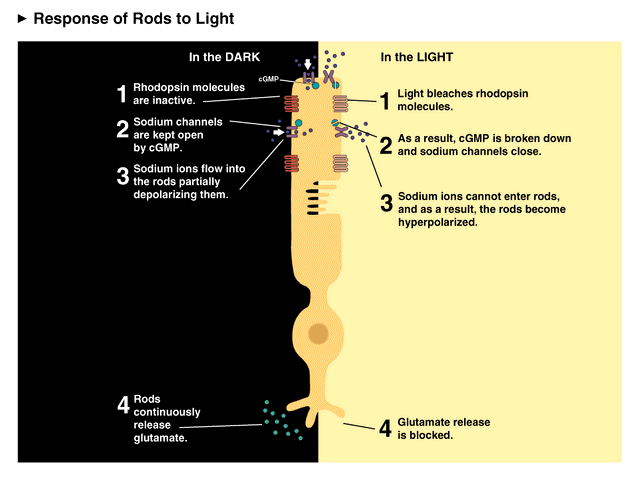 ► Response of Rods to Light
In the DARK
cGMP
1 Rhodopsin molecules
are inactive.
2 Sodium channels
are kept open
by cGMP.
3 Sodium ions flow into
the rods partially
depolarizing them.
4 Rods
continuously
release
glutamate.
In the LIGHT
1 Light bleaches rhodopsin
molecules.
2 As a result, cGMP is broken down
and sodium channels close.
3 Sodium ions cannot enter rods,
and as a result, the rods become
hyperpolarized.
4 Glutamate release
is blocked.